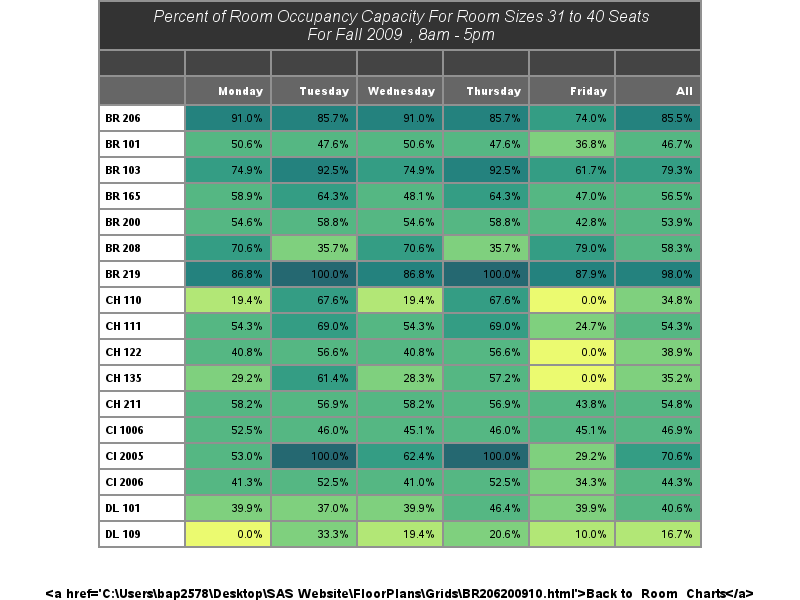 Percent of Room Occupancy Capacity For Room Sizes 31 to 40 Seats
For Fall 2009 , 8am - 5pm
Monday Tuesday Wednesday Thursday Friday All
BR 206 91.0% 85.7% 91.0% 85.7% 74.0% 85.5%
BR 101 50.6% 47.6% 50.6% 47.6% 36.8% 46.7%
BR 103 74.9% 92.5% 74.9% 92.5% 61.7% 79.3%
BR 165 58.9% 64.3% 48.1% 64.3% 47.0% 56.5%
BR 200 54.6% 58.8% 54.6% 58.8% 42.8% 53.9%
BR 208 70.6% 35.7% 70.6% 35.7% 79.0% 58.3%
BR 219 86.8% 100.0% 86.8% 100.0% 87.9% 98.0%
CH 110 19.4% 67.6% 19.4% 67.6% 0.0% 34.8%
CH 111 54.3% 69.0% 54.3% 69.0% 24.7% 54.3%
CH 122 40.8% 56.6% 40.8% 56.6% 0.0% 38.9%
CH 135 29.2% 61.4% 28.3% 57.2% 0.0% 35.2%
CH 211 58.2% 56.9% 58.2% 56.9% 43.8% 54.8%
CI 1006 52.5% 46.0% 45.1% 46.0% 45.1% 46.9%
CI 2005 53.0% 100.0% 62.4% 100.0% 29.2% 70.6%
CI 2006 41.3% 52.5% 41.0% 52.5% 34.3% 44.3%
DL 101 39.9% 37.0% 39.9% 46.4% 39.9% 40.6%
DL 109 0.0% 33.3% 19.4% 20.6% 10.0% 16.7%
<a href='C:\Users\bap2578\Desktop\SAS Website\FloorPlans\Grids\BR206200910.html'>Back to Room Charts</a>